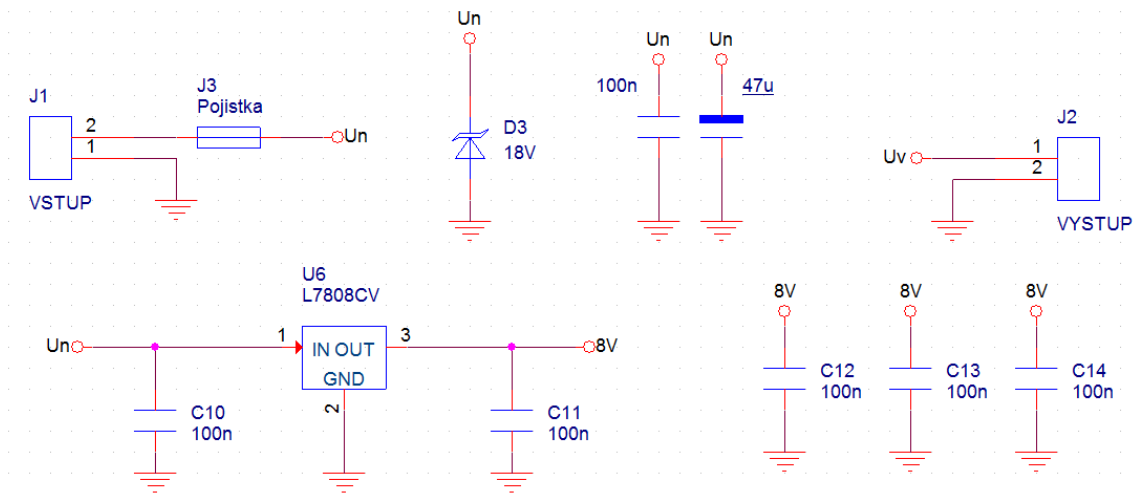 J1
2
1
VSTUP
J3
Pojistka
Un
Un
D3
18V
Un
100n
Un
47u
J2
Uv
1
2
VYSTUP
U6
L7808CV
Un
1
IN OUT
GND
3
2
8V
C10
100n
C11
100n
8V
C12
100n
8V
C13
100n
8V
C14
100n